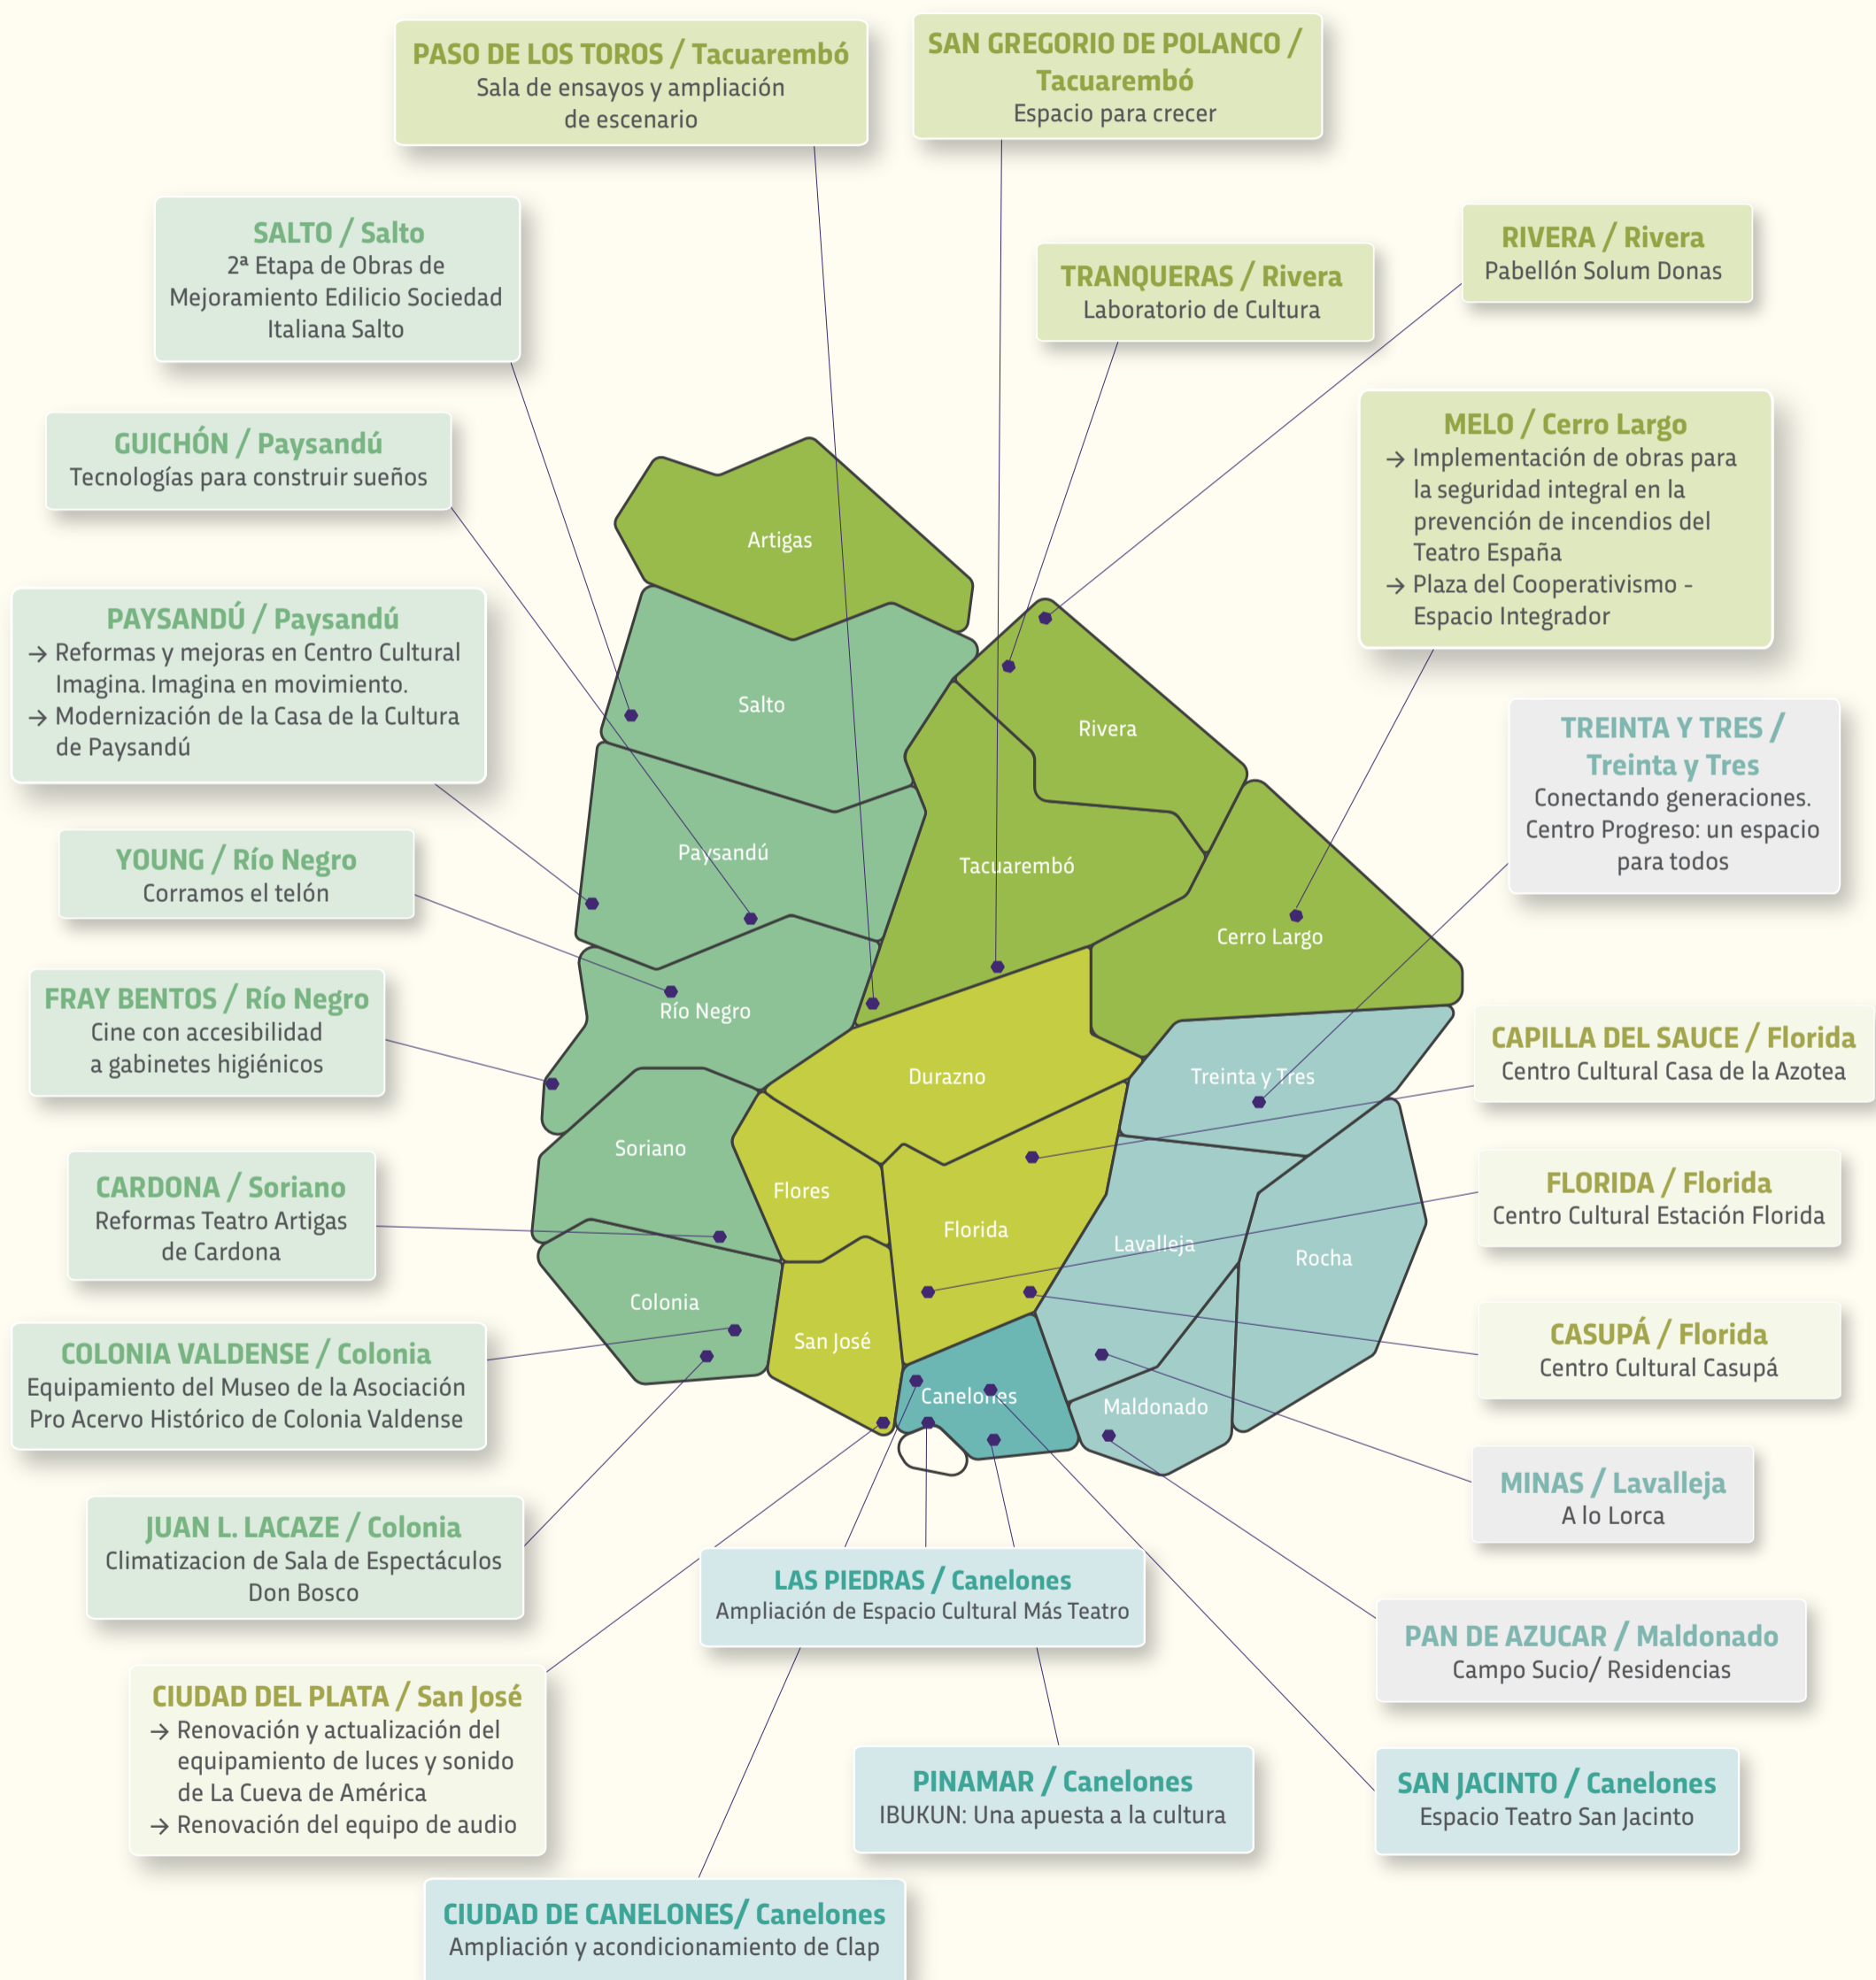 PASO DE LOS TOROS / Tacuarembó
Sala de ensayos y ampliación
de escenario
SAN GREGORIO DE POLANCO /
Tacuarembó
Espacio para crecer
SALTO / Salto
2ª Etapa de Obras de
Mejoramiento Edilicio Sociedad
Italiana Salto
TRANQUERAS / Rivera
Laboratorio de Cultura
RIVERA / Rivera
Pabellón Solum Donas
GUICHÓN / Paysandú
Tecnologías para construir sueños
MELO / Cerro Largo
→ Implementación de obras para
la seguridad integral en la
prevención de incendios del
Teatro España
→ Plaza del Cooperativismo -
Espacio Integrador
PAYSANDÚ / Paysandú
→ Reformas y mejoras en Centro Cultural
Imagina. Imagina en movimiento.
→ Modernización de la Casa de la Cultura
de Paysandú
TREINTA Y TRES /
Treinta y Tres
Conectando generaciones.
Centro Progreso: un espacio
para todos
YOUNG / Río Negro
Corramos el telón
FRAY BENTOS / Río Negro
Cine con accesibilidad
a gabinetes higiénicos
CARDONA / Soriano
Reformas Teatro Artigas
de Cardona
COLONIA VALDENSE / Colonia
Equipamiento del Museo de la Asociación
Pro Acervo Histórico de Colonia Valdense
JUAN L. LACAZE / Colonia
Climatizacion de Sala de Espectáculos
Don Bosco
Artigas
Salto
Rivera
Paysandú
Tacuarembó
Cerro Largo
Río Negro
Durazno
Treinta y Tres
Soriano
Flores
Florida
Lavalleja
Rocha
Colonia
San José
Canelones
Maldonado
CAPILLA DEL SAUCE / Florida
Centro Cultural Casa de la Azotea
FLORIDA / Florida
Centro Cultural Estación Florida
CASUPÁ / Florida
Centro Cultural Casupá
MINAS / Lavalleja
A lo Lorca
LAS PIEDRAS / Canelones
Ampliación de Espacio Cultural Más Teatro
PAN DE AZUCAR / Maldonado
Campo Sucio/ Residencias
CIUDAD DEL PLATA / San José
→ Renovación y actualización del
equipamiento de luces y sonido
de La Cueva de América
→ Renovación del equipo de audio
PINAMAR / Canelones
IBUKUN: Una apuesta a la cultura
SAN JACINTO / Canelones
Espacio Teatro San Jacinto
CIUDAD DE CANELONES/ Canelones
Ampliación y acondicionamiento de Clap